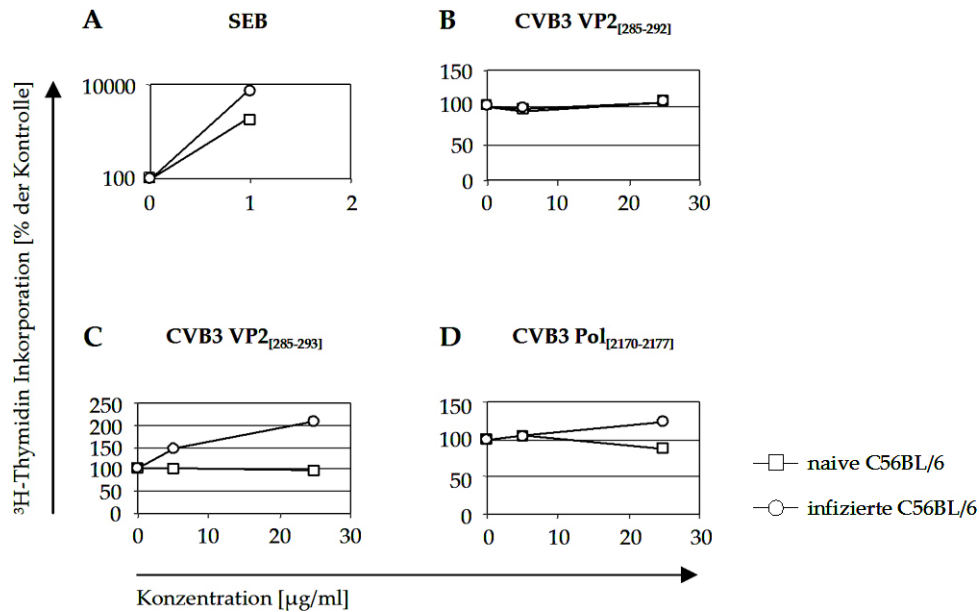 A SEB
10000
100
0 1 2
B CVB3 VP2[285-292]
150
100
50
0
0 10 20 30
C CVB3 VP2[285-293]
250
200
150
100
50
0
0 10 20 30
D CVB3 Pol[2170-2177]
150
100
50
0
0 10 20 30
³H-Thymidin Inkorporation [% der Kontrolle]
Konzentration [µg/ml]
naive C56BL/6
infizierte C56BL/6